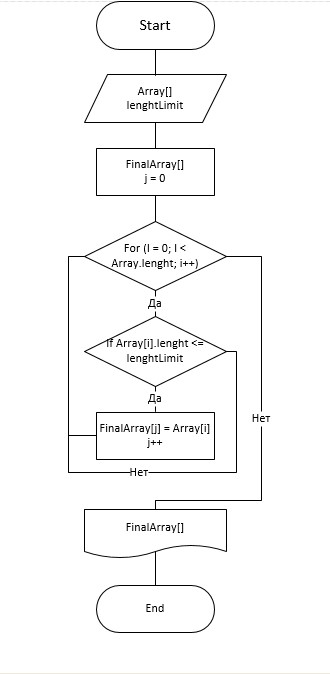 Start
Array[]
lenghtLimit
FinalArray[]
j = 0
For (I = 0; I <
Array.lenght; i++)
Да
If Array[i].lenght <=
lenghtLimit
Да
FinalArray[j] = Array[i]
j++
Нет
Нет
FinalArray[]
End